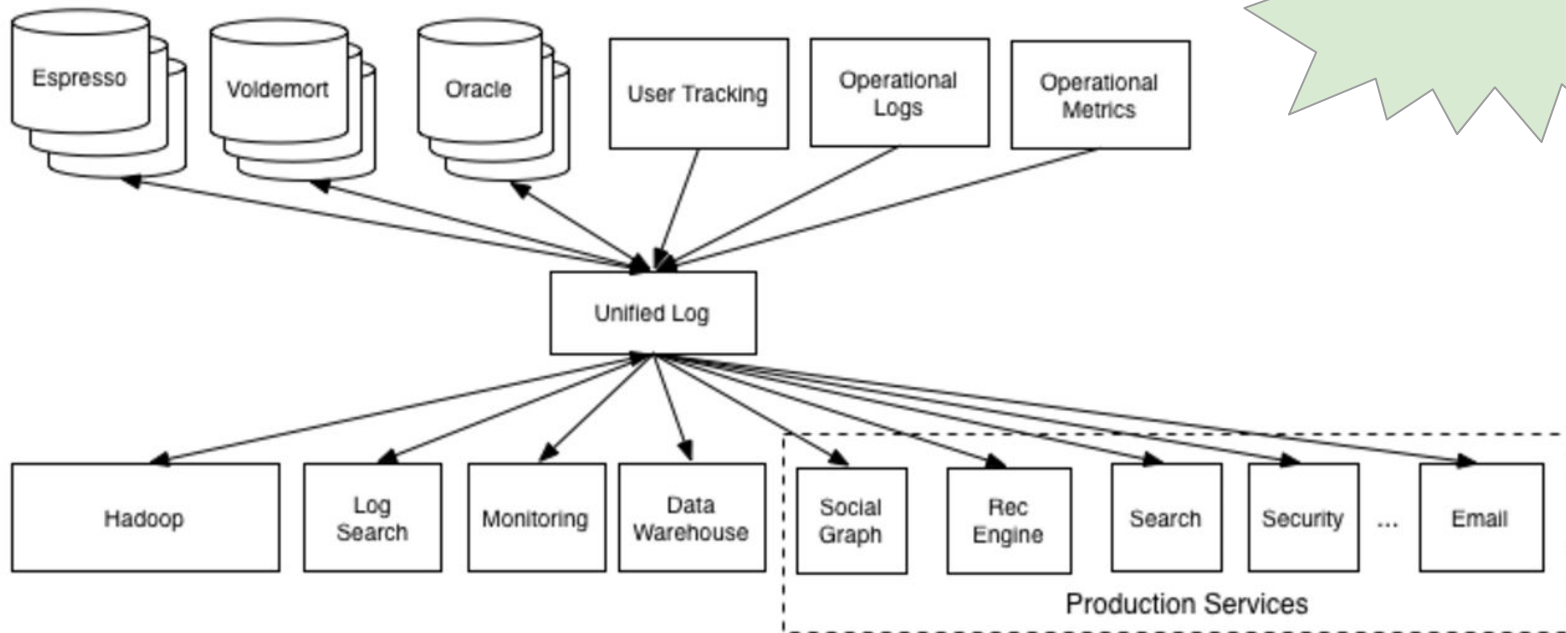 Espresso
Voldemort
Oracle
User Tracking
Operational
Logs
Operational
Metrics
Unified Log
Hadoop
Log
Search
Monitoring
Data
Warehouse
Social
Graph
Rec
Engine
Search
Security
...
Email
Production Services